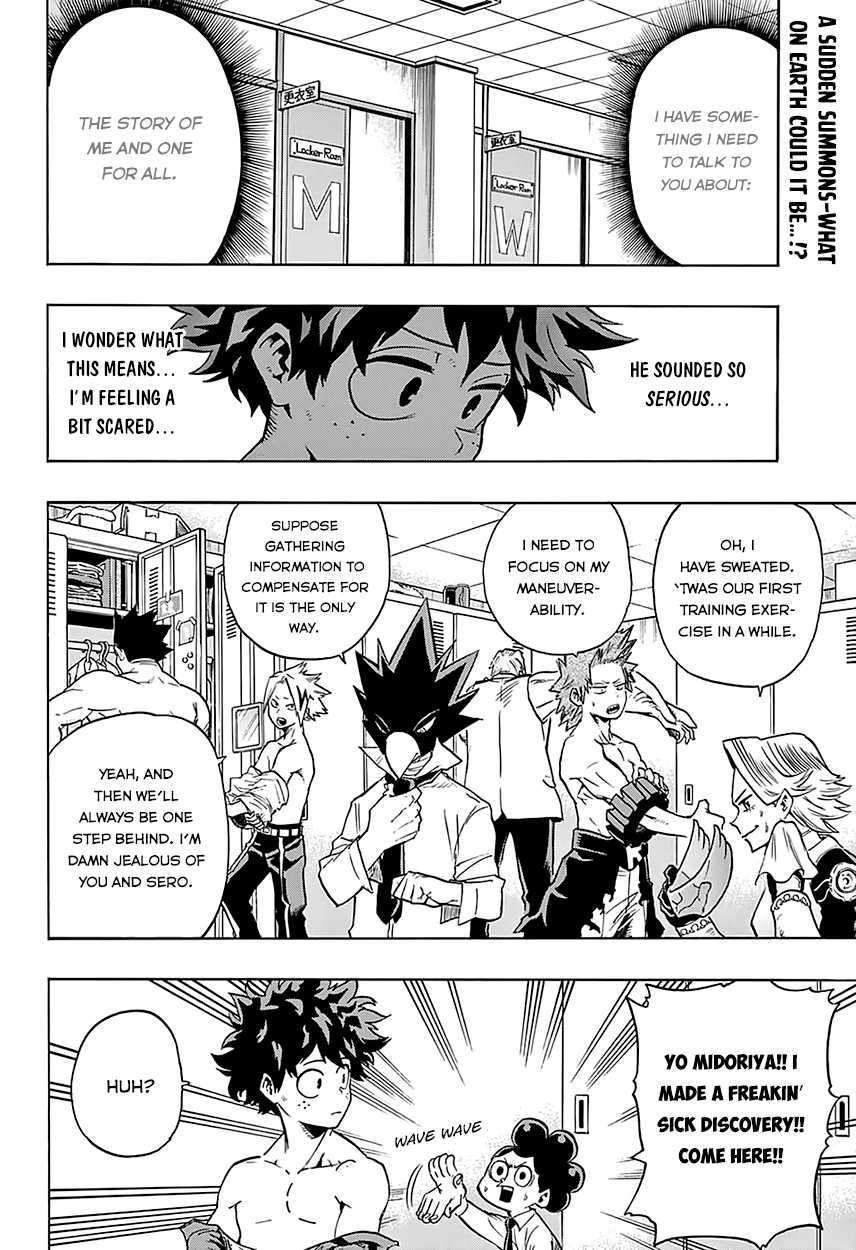 A SUDDEN SUMMONS-WHAT
ON EARTH COULD IT BE...!?
I HAVE SOME-
THING I NEED
TO TALK TO
YOU ABOUT:
THE STORY OF
ME AND ONE
FOR ALL.
更衣室
Locker Room
W
更衣室
Locker Room
M
HE SOUNDED SO
SERIOUS...
I WONDER WHAT
THIS MEANS...
I'M FEELING A
BIT SCARED...
OH, I
HAVE SWEATED.
'TWAS OUR FIRST
TRAINING EXER-
CISE IN A WHILE.
I NEED TO
FOCUS ON MY
MANEUVER-
ABILITY.
SUPPOSE
GATHERING
INFORMATION TO
COMPENSATE FOR
IT IS THE ONLY
WAY.
YEAH, AND
THEN WE'LL
ALWAYS BE ONE
STEP BEHIND. I'M
DAMN JEALOUS OF
YOU AND SERO.
YO MIDORIYA!! I
MADE A FREAKIN'
SICK DISCOVERY!!
COME HERE!!
WAVE WAVE
HUH?